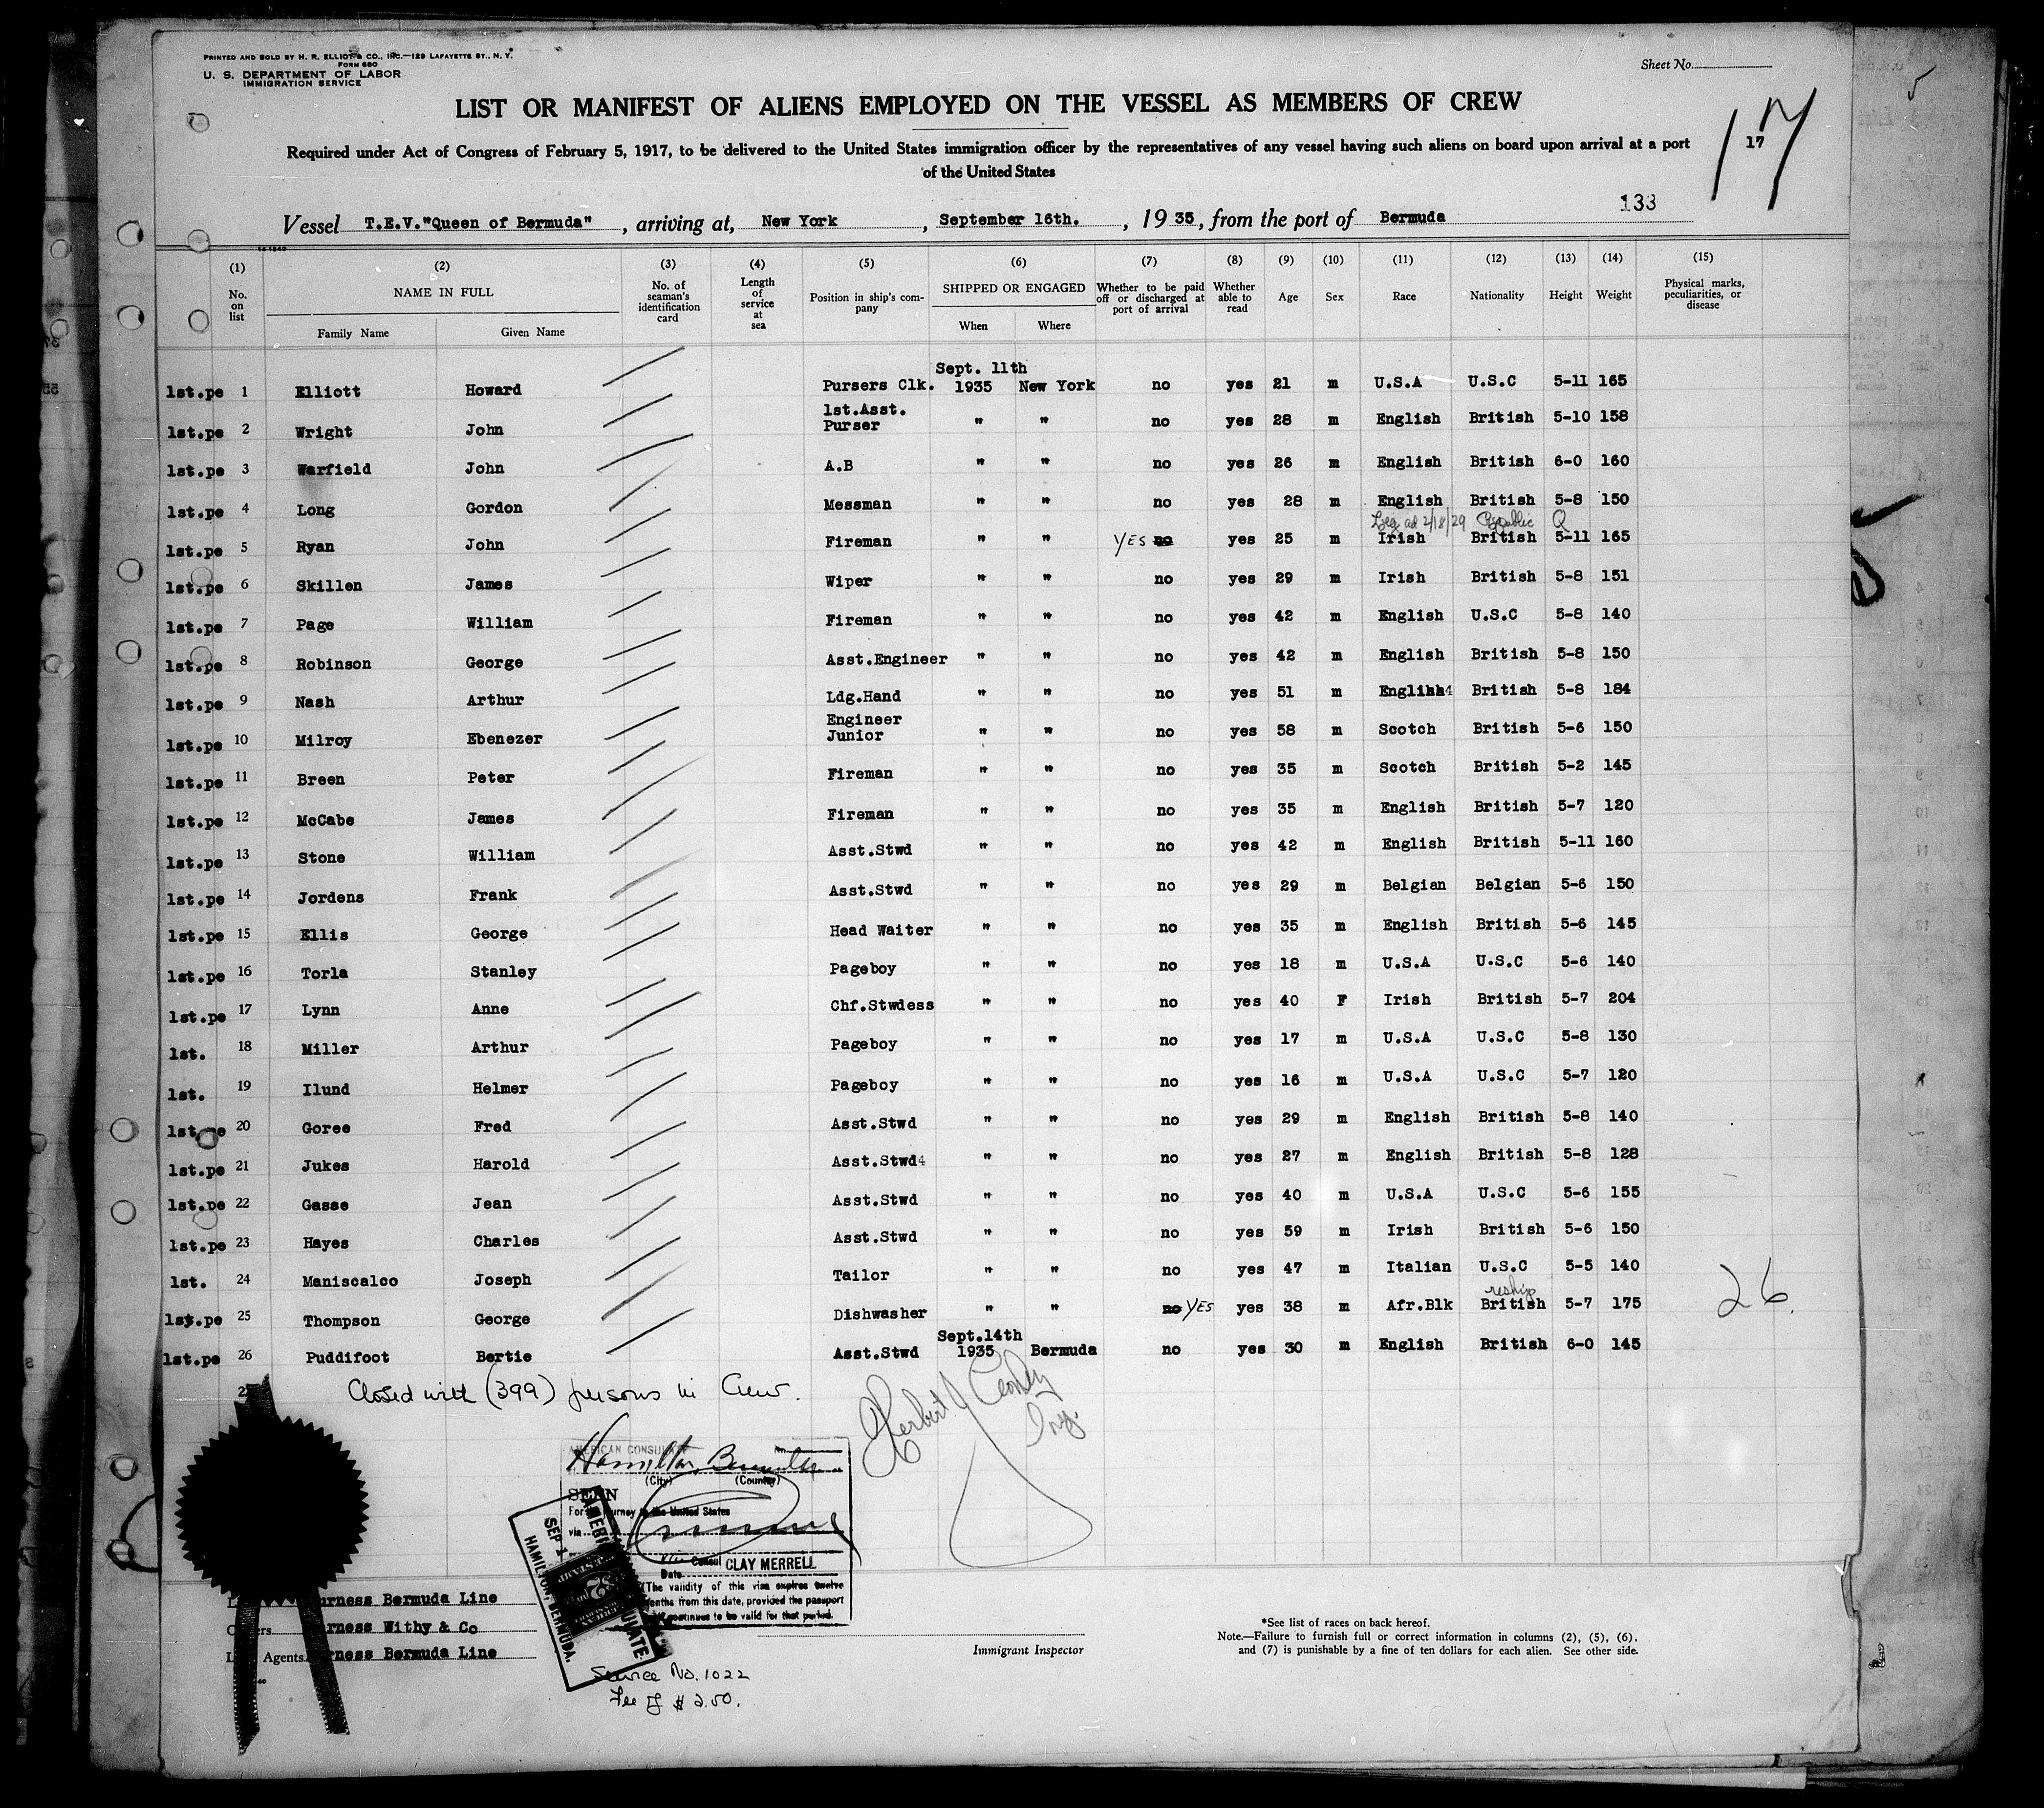 PRINTED AND SOLD BY H. R. ELLIOT & CO., INC.—129 LAFAYETTE ST., N. Y.
FORM 680
U. S. DEPARTMENT OF LABOR
IMMIGRATION SERVICE
Sheet No.
LIST OR MANIFEST OF ALIENS EMPLOYED ON THE VESSEL AS MEMBERS OF CREW
17
17
Required under Act of Congress of February 5, 1917, to be delivered to the United States immigration officer by the representatives of any vessel having such aliens on board upon arrival at a port
of the United States
133
Vessel T.E.V."Queen of Bermuda", arriving at, New York, September 16th., 1935, from the port of Bermuda
(1) (2) (3) (4) (5) (6) (7) (8) (9) (10) (11) (12) (13) (14) (15)
No. on list NAME IN FULL Family Name Given Name No. of seaman's identification card Length of service at sea Position in ship's company SHIPPED OR ENGAGED When Where Whether to be paid off or discharged at port of arrival Whether able to read Age Sex Race Nationality Height Weight Physical marks, peculiarities, or disease
Sept. 11th
1st.pe 1 Elliott Howard Pursers Clk. 1935 New York no yes 21 m U.S.A U.S.C 5-11 165
1st.pe 2 Wright John 1st.Asst. Purser " " no yes 28 m English British 5-10 158
1st.pe 3 Warfield John A.B " " no yes 26 m English British 6-0 160
1st.pe 4 Long Gordon Messman " " no yes 28 m English British 5-8 150
ad 2/18/29 Q
1st.pe 5 Ryan John Fireman " " YES no yes 25 m Irish British 5-11 165
1st.pe 6 Skillen James Wiper " " no yes 29 m Irish British 5-8 151
1st.pe 7 Page William Fireman " " no yes 42 m English U.S.C 5-8 140
1st.pe 8 Robinson George Asst.Engineer " " no yes 42 m English British 5-8 150
1st.pe 9 Nash Arthur Ldg.Hand " " no yes 51 m English4 British 5-8 184
1st.pe 10 Milroy Ebenezer Engineer Junior " " no yes 58 m Scotch British 5-6 150
1st.pe 11 Breen Peter Fireman " " no yes 35 m Scotch British 5-2 145
1st.pe 12 McCabe James Fireman " " no yes 35 m English British 5-7 120
1st.pe 13 Stone William Asst.Stwd " " no yes 42 m English British 5-11 160
1st.pe 14 Jordens Frank Asst.Stwd " " no yes 29 m Belgian Belgian 5-6 150
1st.pe 15 Ellis George Head Waiter " " no yes 35 m English British 5-6 145
1st.pe 16 Torla Stanley Pageboy " " no yes 18 m U.S.A U.S.C 5-6 140
1st.pe 17 Lynn Anne Chf.Stwdess " " no yes 40 F Irish British 5-7 204
1st. 18 Miller Arthur Pageboy " " no yes 17 m U.S.A U.S.C 5-8 130
1st. 19 Ilund Helmer Pageboy " " no yes 16 m U.S.A U.S.C 5-7 120
1st.pe 20 Goree Fred Asst.Stwd " " no yes 29 m English British 5-8 140
1st.pe 21 Jukes Harold Asst.Stwd4 " " no yes 27 m English British 5-8 128
1st.pe 22 Gasse Jean Asst.Stwd " " no yes 40 m U.S.A U.S.C 5-6 155
1st.pe 23 Hayes Charles Asst.Stwd " " no yes 59 m Irish British 5-6 150
1st. 24 Maniscalco Joseph Tailor " " no yes 47 m Italian U.S.C 5-5 140
reship
1st.pe 25 Thompson George Dishwasher " " no YES yes 38 m Afr.Blk British 5-7 175
26.
Sept.14th
1st.pe 26 Puddifoot Bertie Asst.Stwd 1935 Bermuda no yes 30 m English British 6-0 145
Closed with (399) persons in Crew.
AMERICAN CONSULATE
Hamilton, Bermuda
(City) (Country)
SEEN
For journey to the United States
via
Consul CLAY MERRELL
Date
The validity of this visa expires twelve
months from this date, provided the passport
continues to be valid for that period.
AMERICAN CONSULATE
SEP 1
HAMILTON, BERMUDA.
Service No. 1022
Fee of $2.50.
Furness Bermuda Line
Owners Furness Withy & Co
Agents Furness Bermuda Line
Immigrant Inspector
*See list of races on back hereof.
Note.—Failure to furnish full or correct information in columns (2), (5), (6),
and (7) is punishable by a fine of ten dollars for each alien. See other side.